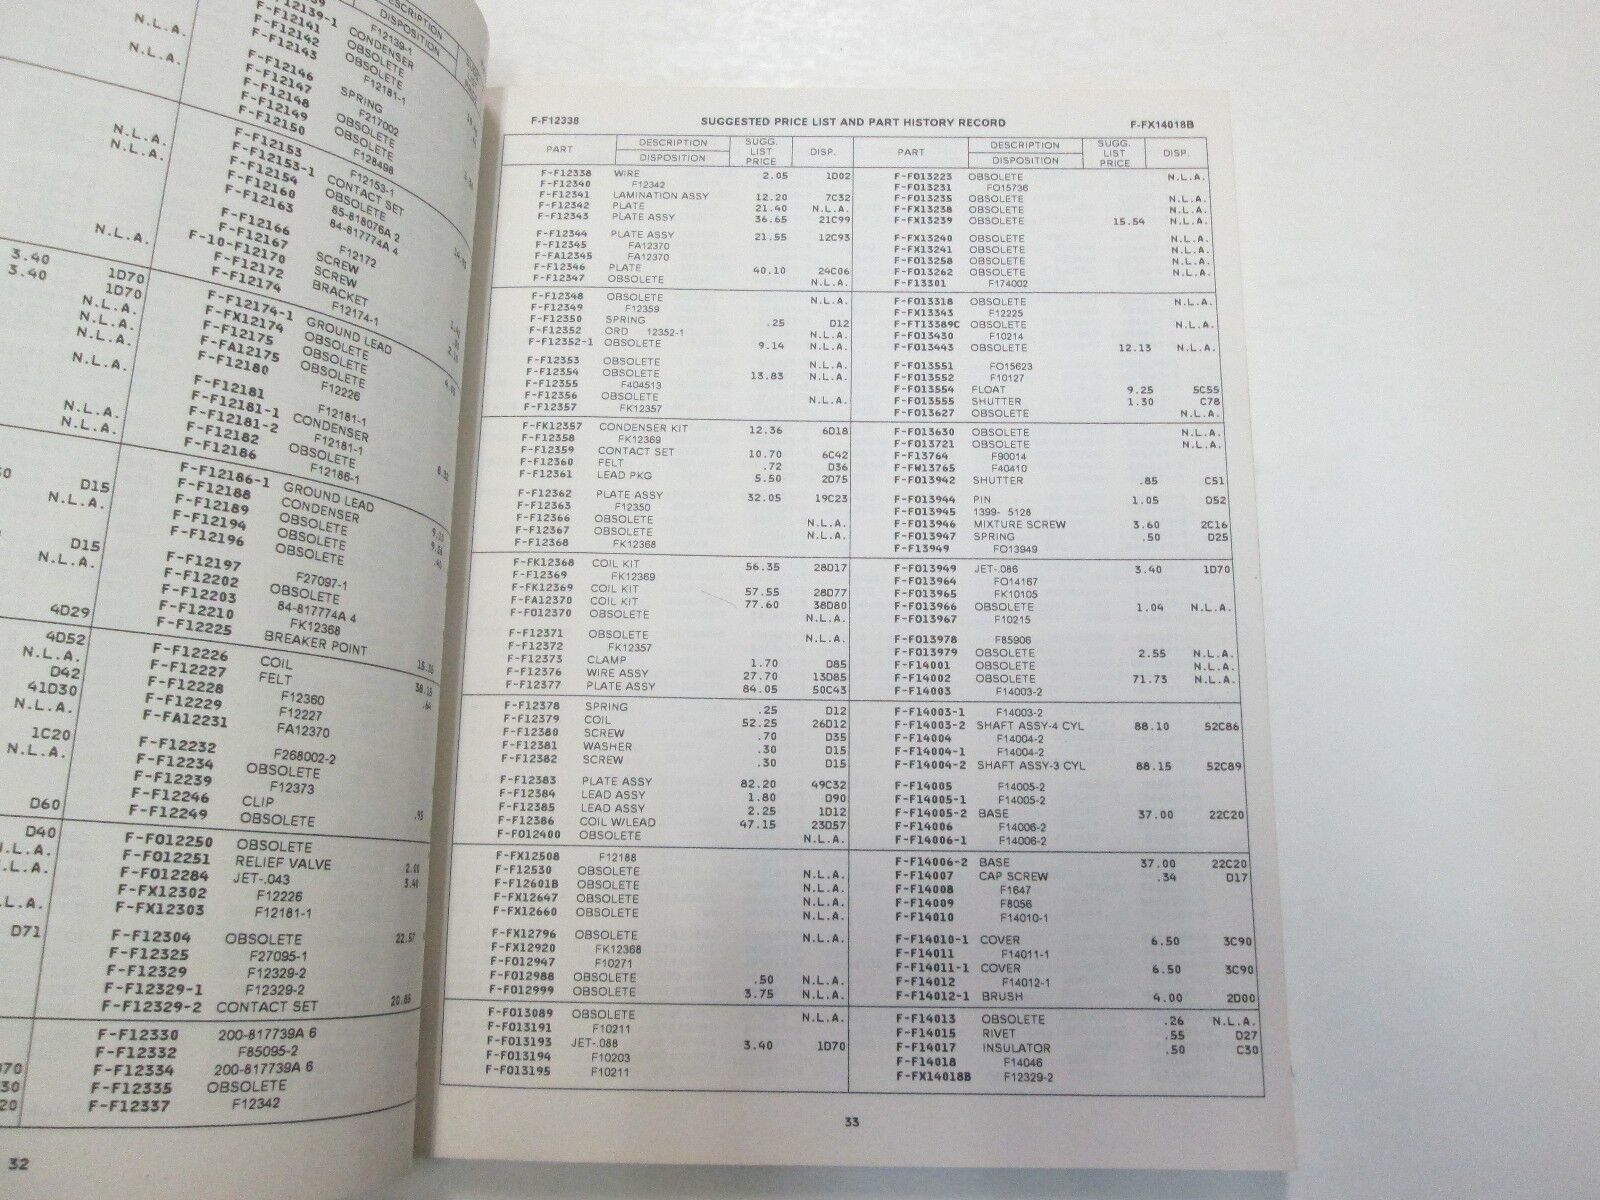 N.L.A.
N.L.A.
N.L.A.
N.L.A.
N.L.A.
3.40 1D70
3.40 1D70
N.L.A.
N.L.A.
N.L.A.
N.L.A.
N.L.A.
N.L.A.
D15
N.L.A.
D15
N.L.A.
4D29
4D52
N.L.A.
D42
41D30
N.L.A.
1C20
N.L.A.
D60
D40
D71
DESCRIPTION
DISPOSITION
F-F12139-1 F12139-1
F-F12141 CONDENSER
F-F12142 OBSOLETE
F-F12143 OBSOLETE
F-F12146 F12181-1
F-F12147 SPRING
F-F12148 F217002
F-F12149 OBSOLETE
F-F12150 OBSOLETE
F128498
F-F12153 F12153-1
F-F12153-1 CONTACT SET
F-F12154 OBSOLETE
F-F12160 85-818076A 2
F-F12163 84-817774A 4
F-F12166 F12172
F-F12167 SCREW
F-10-F12170 SCREW
F-F12172 BRACKET
F-F12174 F12174-1
F-F12174-1 GROUND LEAD
F-FX12174 OBSOLETE
F-F12175 OBSOLETE
F-FA12175 OBSOLETE
F-F12180 F12226
F-F12181 F12181-1
F-F12181-1 CONDENSER
F-F12181-2 F12181-1
F-F12182 OBSOLETE
F-F12186 F12186-1
F-F12186-1 GROUND LEAD
F-F12188 CONDENSER
F-F12189 OBSOLETE
F-F12194 OBSOLETE
F-F12196 OBSOLETE
F-F12197 F27097-1
F-F12202 OBSOLETE
F-F12203 84-817774A 4
F-F12210 FK12368
F-F12225 BREAKER POINT
F-F12226 COIL
F-F12227 FELT
F-F12228 F12360
F-F12229 F12227
F-FA12231 FA12370
F-F12232 F268002-2
F-F12234 OBSOLETE
F-F12239 F12373
F-F12246 CLIP .95
F-F12249 OBSOLETE
F-FO12250 OBSOLETE
F-FO12251 RELIEF VALVE 2.00
F-FO12284 JET-.043 3.40
F-FX12302 F12226
F-FX12303 F12181-1
F-F12304 OBSOLETE 22.57
F-F12325 F27095-1
F-F12329 F12329-2
F-F12329-1 F12329-2
F-F12329-2 CONTACT SET 20.85
F-F12330 200-817739A 6
F-F12332 F85095-2
F-F12334 200-817739A 6
F-F12335 OBSOLETE
F-F12337 F12342
32
F-F12338 SUGGESTED PRICE LIST AND PART HISTORY RECORD F-FX14018B
PART DESCRIPTION DISPOSITION SUGG. LIST PRICE DISP. PART DESCRIPTION DISPOSITION SUGG. LIST PRICE DISP.
F-F12338 WIRE 2.05 1D02
F-F12340 F12342
F-F12341 LAMINATION ASSY 12.20 7C32
F-F12342 PLATE 21.40 N.L.A.
F-F12343 PLATE ASSY 36.65 21C99
F-F12344 PLATE ASSY 21.55 12C93
F-F12345 FA12370
F-FA12345 FA12370
F-F12346 PLATE 40.10 24C06
F-F12347 OBSOLETE N.L.A.
F-F12348 OBSOLETE N.L.A.
F-F12349 F12359
F-F12350 SPRING .25 D12
F-F12352 ORD 12352-1 N.L.A.
F-F12352-1 OBSOLETE 9.14 N.L.A.
F-F12353 OBSOLETE N.L.A.
F-F12354 OBSOLETE 13.83 N.L.A.
F-F12355 F404513
F-F12356 OBSOLETE N.L.A.
F-F12357 FK12357
F-FK12357 CONDENSER KIT 12.36 6D18
F-F12358 FK12369
F-F12359 CONTACT SET 10.70 6C42
F-F12360 FELT .72 D36
F-F12361 LEAD PKG 5.50 2D75
F-F12362 PLATE ASSY 32.05 19C23
F-F12363 F12350
F-F12366 OBSOLETE N.L.A.
F-F12367 OBSOLETE N.L.A.
F-F12368 FK12368
F-FK12368 COIL KIT 56.35 28D17
F-F12369 FK12369
F-FK12369 COIL KIT 57.55 28D77
F-FA12370 COIL KIT 77.60 38D80
F-FO12370 OBSOLETE N.L.A.
F-F12371 OBSOLETE N.L.A.
F-F12372 FK12357
F-F12373 CLAMP 1.70 D85
F-F12376 WIRE ASSY 27.70 13D85
F-F12377 PLATE ASSY 84.05 50C43
F-F12378 SPRING .25 D12
F-F12379 COIL 52.25 26D12
F-F12380 SCREW .70 D35
F-F12381 WASHER .30 D15
F-F12382 SCREW .30 D15
F-F12383 PLATE ASSY 82.20 49C32
F-F12384 LEAD ASSY 1.80 D90
F-F12385 LEAD ASSY 2.25 1D12
F-F12386 COIL W/LEAD 47.15 23D57
F-FO12400 OBSOLETE N.L.A.
F-FX12508 F12188
F-F12530 OBSOLETE N.L.A.
F-F12601B OBSOLETE N.L.A.
F-FX12647 OBSOLETE N.L.A.
F-FX12660 OBSOLETE N.L.A.
F-FX12796 OBSOLETE N.L.A.
F-FX12920 FK12368
F-FO12947 F10271
F-FO12988 OBSOLETE .50 N.L.A.
F-FO12999 OBSOLETE 3.75 N.L.A.
F-FO13089 OBSOLETE N.L.A.
F-FO13191 F10211
F-FO13193 JET-.088 3.40 1D70
F-FO13194 F10203
F-FO13195 F10211
F-FO13223 OBSOLETE N.L.A.
F-FO13231 FO15736
F-FO13235 OBSOLETE N.L.A.
F-FX13238 OBSOLETE N.L.A.
F-FX13239 OBSOLETE 15.54 N.L.A.
F-FX13240 OBSOLETE N.L.A.
F-FX13241 OBSOLETE N.L.A.
F-FO13258 OBSOLETE N.L.A.
F-FO13262 OBSOLETE N.L.A.
F-F13301 F174002
F-FO13318 OBSOLETE N.L.A.
F-FX13343 F12225
F-FT13389C OBSOLETE N.L.A.
F-FO13430 F10214
F-FO13443 OBSOLETE 12.13 N.L.A.
F-FO13551 FO15623
F-FO13552 F10127
F-FO13554 FLOAT 9.25 5C55
F-FO13555 SHUTTER 1.30 C78
F-FO13627 OBSOLETE N.L.A.
F-FO13630 OBSOLETE N.L.A.
F-FO13721 OBSOLETE N.L.A.
F-F13764 F90014
F-FW13765 F40410
F-FO13942 SHUTTER .85 C51
F-FO13944 PIN 1.05 D52
F-FO13945 1399- 5128
F-FO13946 MIXTURE SCREW 3.60 2C16
F-FO13947 SPRING .50 D25
F-F13949 FO13949
F-FO13949 JET-.086 3.40 1D70
F-FO13964 FO14167
F-FO13965 FK10105
F-FO13966 OBSOLETE 1.04 N.L.A.
F-FO13967 F10215
F-FO13978 F85906
F-FO13979 OBSOLETE 2.55 N.L.A.
F-F14001 OBSOLETE N.L.A.
F-F14002 OBSOLETE 71.73 N.L.A.
F-F14003 F14003-2
F-F14003-1 F14003-2
F-F14003-2 SHAFT ASSY-4 CYL 88.10 52C86
F-F14004 F14004-2
F-F14004-1 F14004-2
F-F14004-2 SHAFT ASSY-3 CYL 88.15 52C89
F-F14005 F14005-2
F-F14005-1 F14005-2
F-F14005-2 BASE 37.00 22C20
F-F14006 F14006-2
F-F14006-1 F14006-2
F-F14006-2 BASE 37.00 22C20
F-F14007 CAP SCREW .34 D17
F-F14008 F1647
F-F14009 F8056
F-F14010 F14010-1
F-F14010-1 COVER 6.50 3C90
F-F14011 F14011-1
F-F14011-1 COVER 6.50 3C90
F-F14012 F14012-1
F-F14012-1 BRUSH 4.00 2D00
F-F14013 OBSOLETE .26 N.L.A.
F-F14015 RIVET .55 D27
F-F14017 INSULATOR .50 C30
F-F14018 F14046
F-FX14018B F12329-2
33